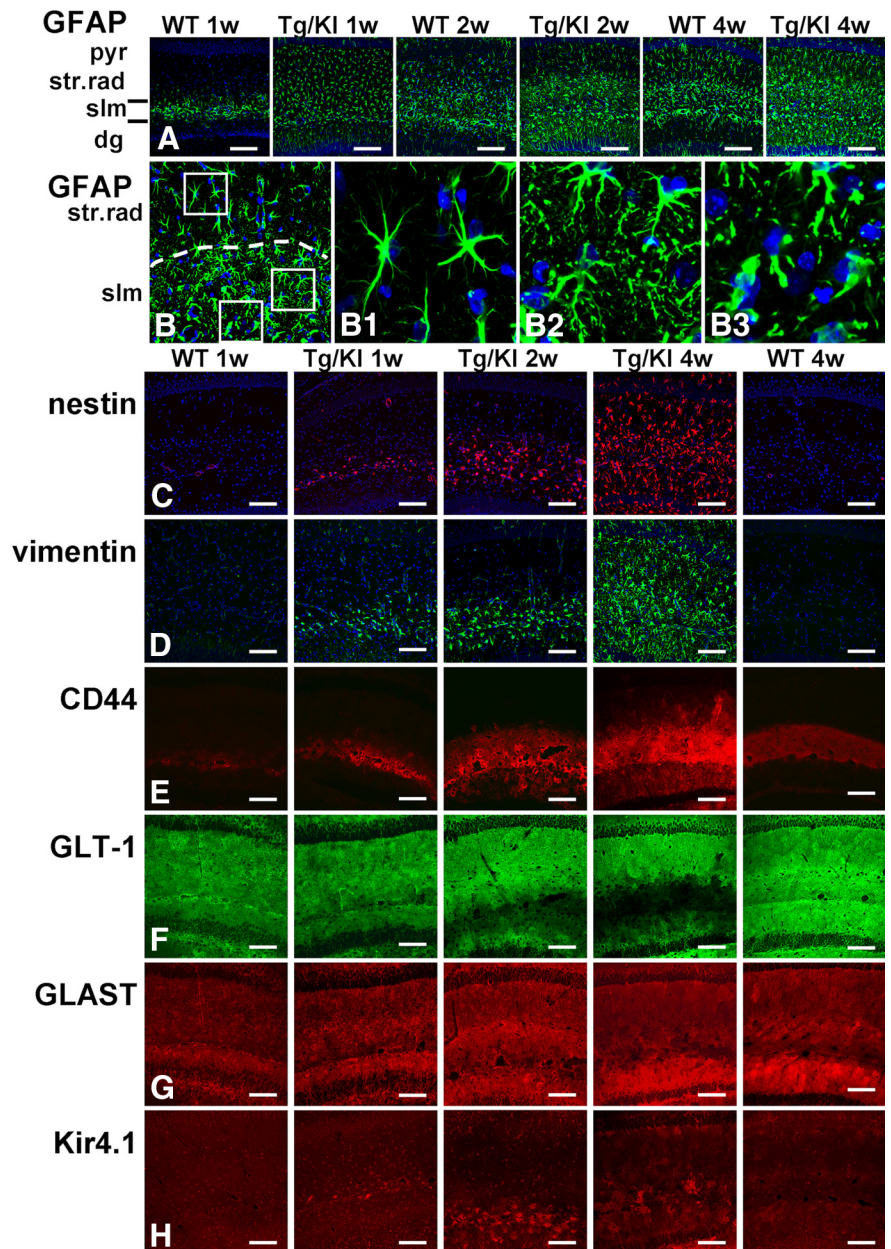 GFAP WT 1w Tg/KI 1w WT 2w Tg/KI 2w WT 4w Tg/KI 4w
pyr
str.rad
slm
dg
A
GFAP
str.rad
slm
B B1 B2 B3
WT 1w Tg/KI 1w Tg/KI 2w Tg/KI 4w WT 4w
nestin
C
vimentin
D
CD44
E
GLT-1
F
GLAST
G
Kir4.1
H